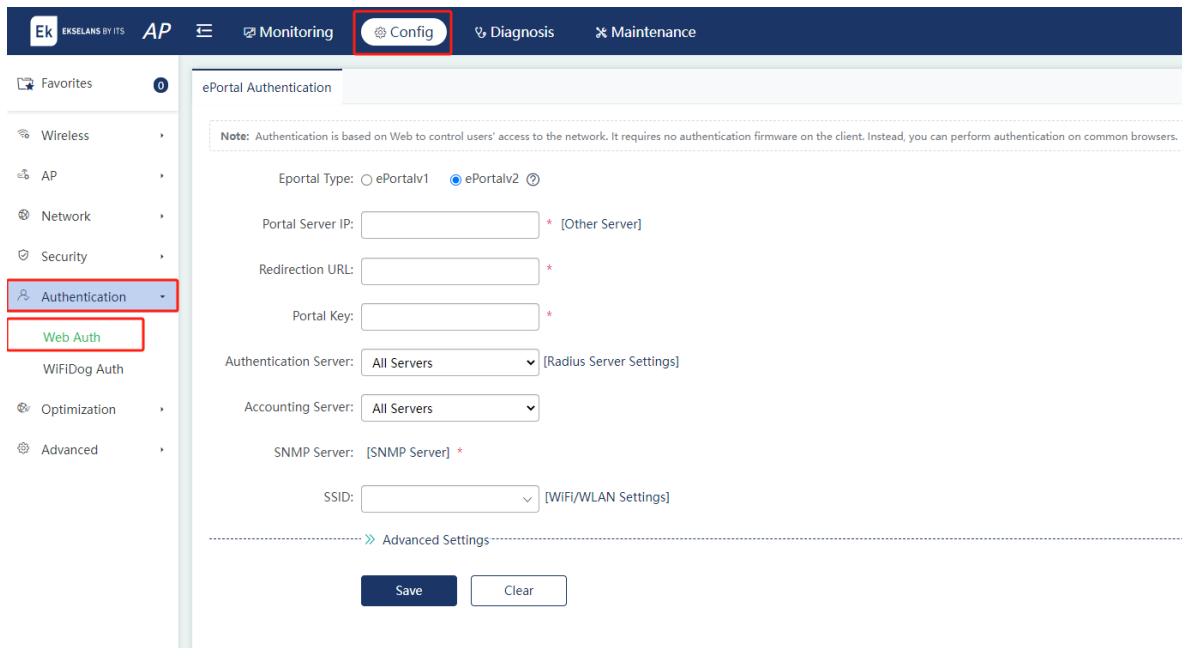 Ek EKSELANS BY ITS AP Monitoring Config Diagnosis Maintenance
Favorites 0
Wireless
AP
Network
Security
Authentication
Web Auth
WiFiDog Auth
Optimization
Advanced
ePortal Authentication
Note: Authentication is based on Web to control users' access to the network. It requires no authentication firmware on the client. Instead, you can perform authentication on common browsers.
Eportal Type: ePortalv1 ePortalv2 ?
Portal Server IP: * [Other Server]
Redirection URL: *
Portal Key: *
Authentication Server: All Servers [Radius Server Settings]
Accounting Server: All Servers
SNMP Server: [SNMP Server] *
SSID: [WiFi/WLAN Settings]
Advanced Settings
Save Clear